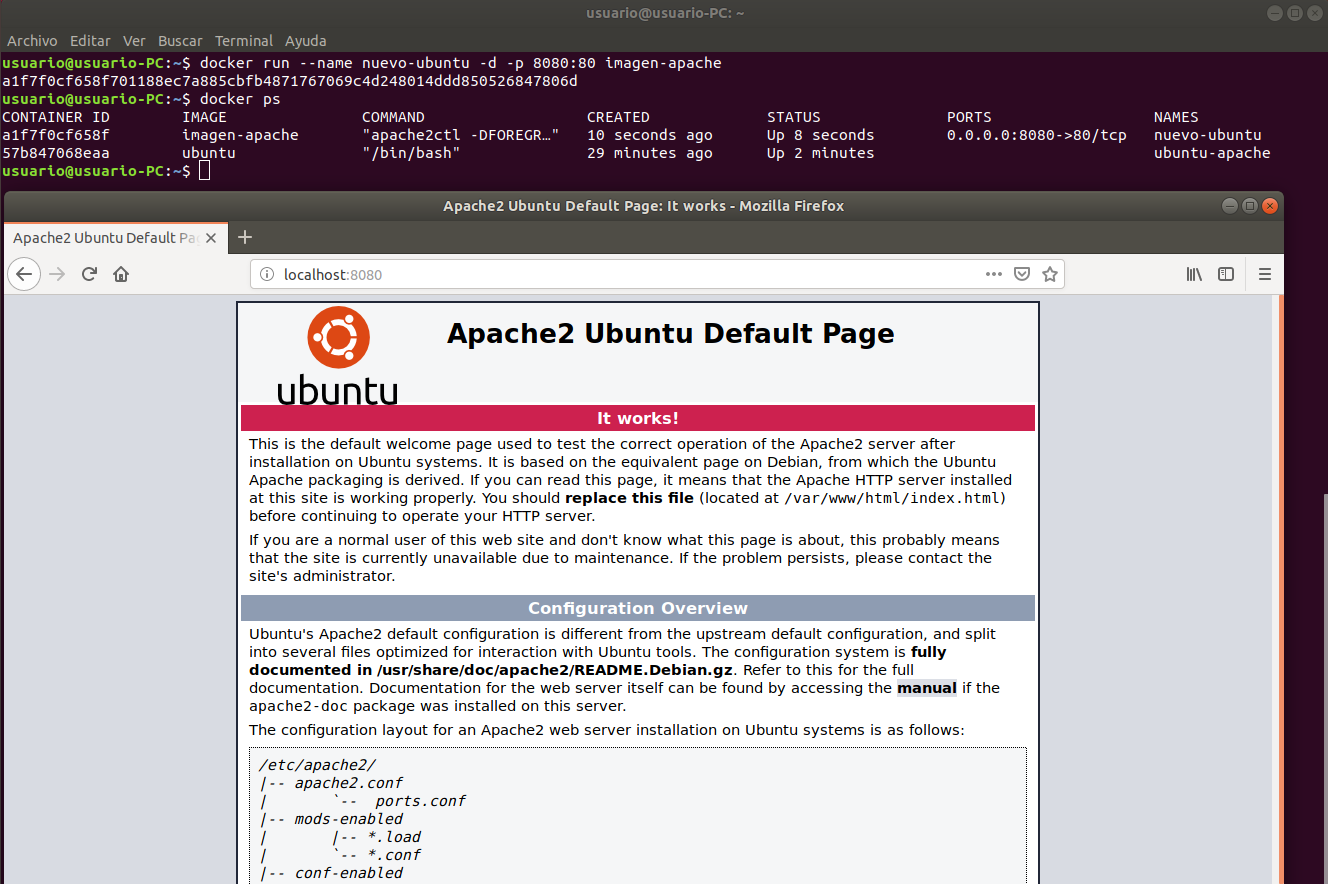 usuario@usuario-PC: ~
Archivo Editar Ver Buscar Terminal Ayuda
usuario@usuario-PC:~$ docker run --name nuevo-ubuntu -d -p 8080:80 imagen-apache
a1f7f0cf658f701188ec7a885cbfb4871767069c4d248014ddd850526847806d
usuario@usuario-PC:~$ docker ps
CONTAINER ID IMAGE COMMAND CREATED STATUS PORTS NAMES
a1f7f0cf658f imagen-apache "apache2ctl -DFOREGR…" 10 seconds ago Up 8 seconds 0.0.0.0:8080->80/tcp nuevo-ubuntu
57b847068eaa ubuntu "/bin/bash" 29 minutes ago Up 2 minutes ubuntu-apache
usuario@usuario-PC:~$
Apache2 Ubuntu Default Page: It works - Mozilla Firefox
Apache2 Ubuntu Default Pa
localhost:8080
ubuntu
Apache2 Ubuntu Default Page
It works!
This is the default welcome page used to test the correct operation of the Apache2 server after
installation on Ubuntu systems. It is based on the equivalent page on Debian, from which the Ubuntu
Apache packaging is derived. If you can read this page, it means that the Apache HTTP server installed
at this site is working properly. You should replace this file (located at /var/www/html/index.html)
before continuing to operate your HTTP server.
If you are a normal user of this web site and don't know what this page is about, this probably means
that the site is currently unavailable due to maintenance. If the problem persists, please contact the
site's administrator.
Configuration Overview
Ubuntu's Apache2 default configuration is different from the upstream default configuration, and split
into several files optimized for interaction with Ubuntu tools. The configuration system is fully
documented in /usr/share/doc/apache2/README.Debian.gz. Refer to this for the full
documentation. Documentation for the web server itself can be found by accessing the manual if the
apache2-doc package was installed on this server.
The configuration layout for an Apache2 web server installation on Ubuntu systems is as follows:
/etc/apache2/
|-- apache2.conf
|       `--  ports.conf
|-- mods-enabled
|       |-- *.load
|       `-- *.conf
|-- conf-enabled